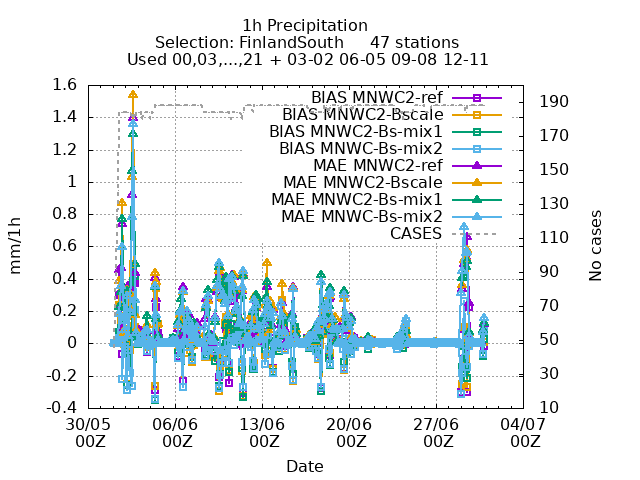 1h Precipitation
Selection: FinlandSouth     47 stations
Used 00,03,...,21 + 03-02 06-05 09-08 12-11
BIAS MNWC2-ref
BIAS MNWC2-Bscale
BIAS MNWC2-Bs-mix1
BIAS MNWC-Bs-mix2
MAE MNWC2-ref
MAE MNWC2-Bscale
MAE MNWC2-Bs-mix1
MAE MNWC-Bs-mix2
CASES
mm/1h
1.6
1.4
1.2
1
0.8
0.6
0.4
0.2
0
-0.2
-0.4
No cases
190
170
150
130
110
90
70
50
30
10
30/05 06/06 13/06 20/06 27/06 04/07
00Z 00Z 00Z 00Z 00Z 00Z
Date